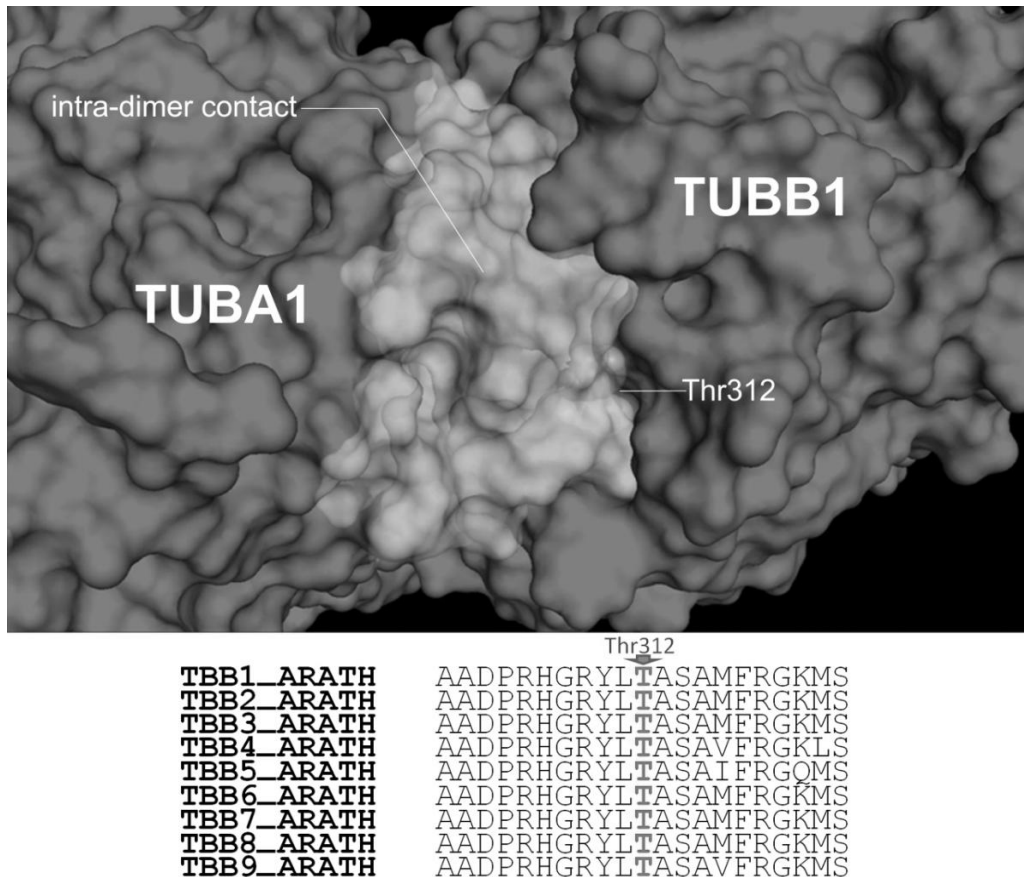 intra-dimer contact
TUBB1
TUBA1
Thr312
Thr312
TBB1_ARATH AADPRHGRYLTASAMFRGKMS
TBB2_ARATH AADPRHGRYLTASAMFRGKMS
TBB3_ARATH AADPRHGRYLTASAMFRGKMS
TBB4_ARATH AADPRHGRYLTASAVFRGKLS
TBB5_ARATH AADPRHGRYLTASAIFRGQMS
TBB6_ARATH AADPRHGRYLTASAMFRGKMS
TBB7_ARATH AADPRHGRYLTASAMFRGKMS
TBB8_ARATH AADPRHGRYLTASAMFRGKMS
TBB9_ARATH AADPRHGRYLTASAVFRGKMS